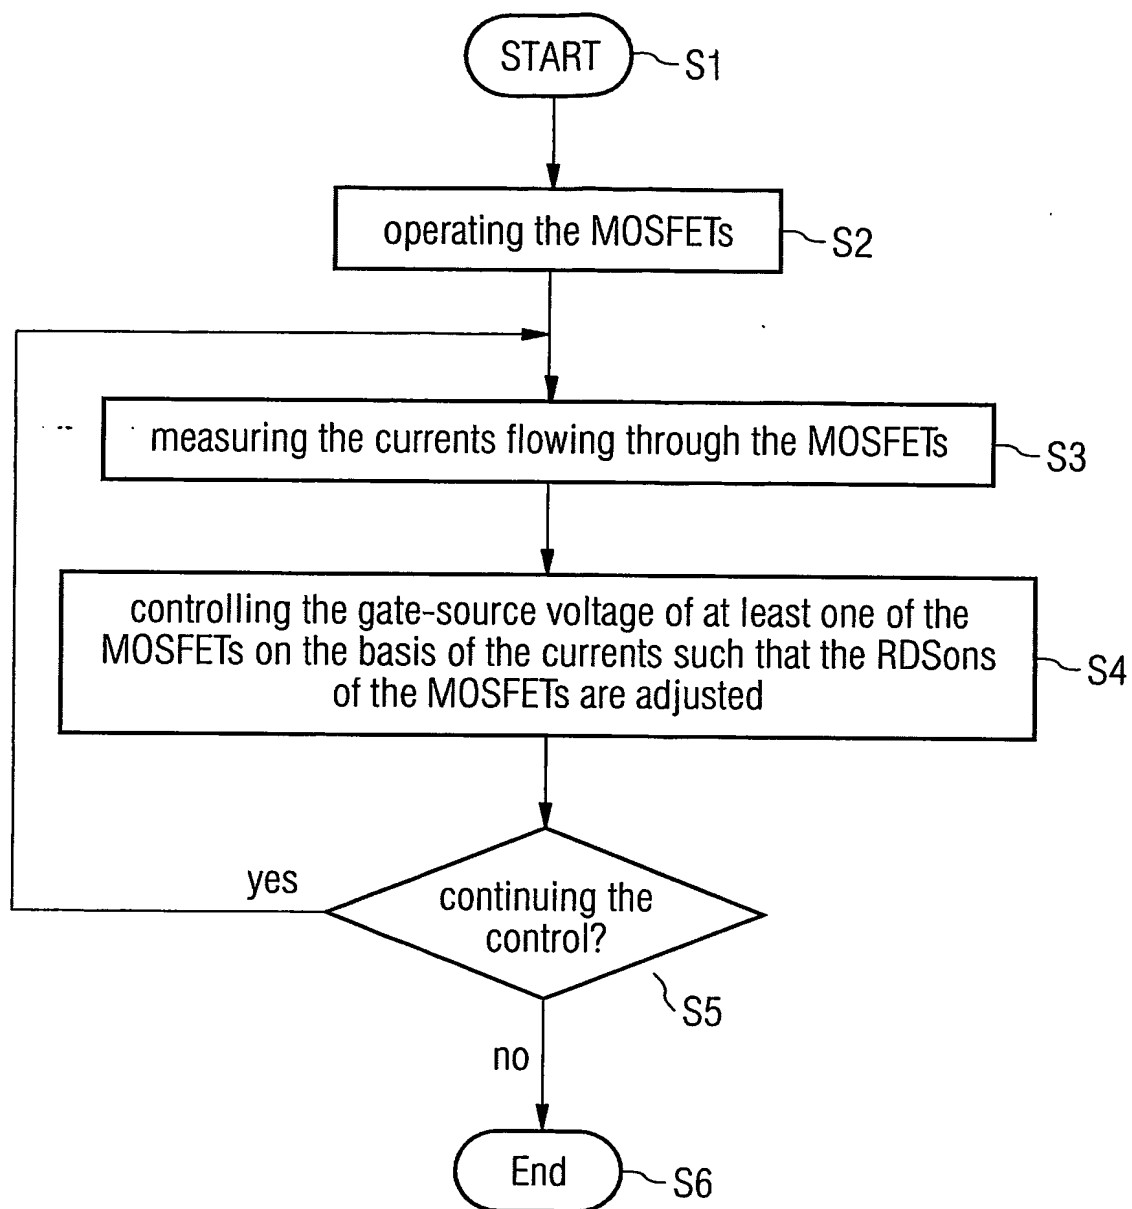 START
S1
operating the MOSFETs
S2
measuring the currents flowing through the MOSFETs
S3
controlling the gate-source voltage of at least one of the
MOSFETs on the basis of the currents such that the RDSons
of the MOSFETs are adjusted
S4
yes
continuing the
control?
S5
no
End
S6